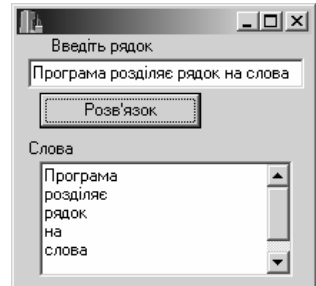 Введіть рядок
Програма розділяє рядок на слова
Розв'язок
Слова
Програма
розділяє
рядок
на
слова